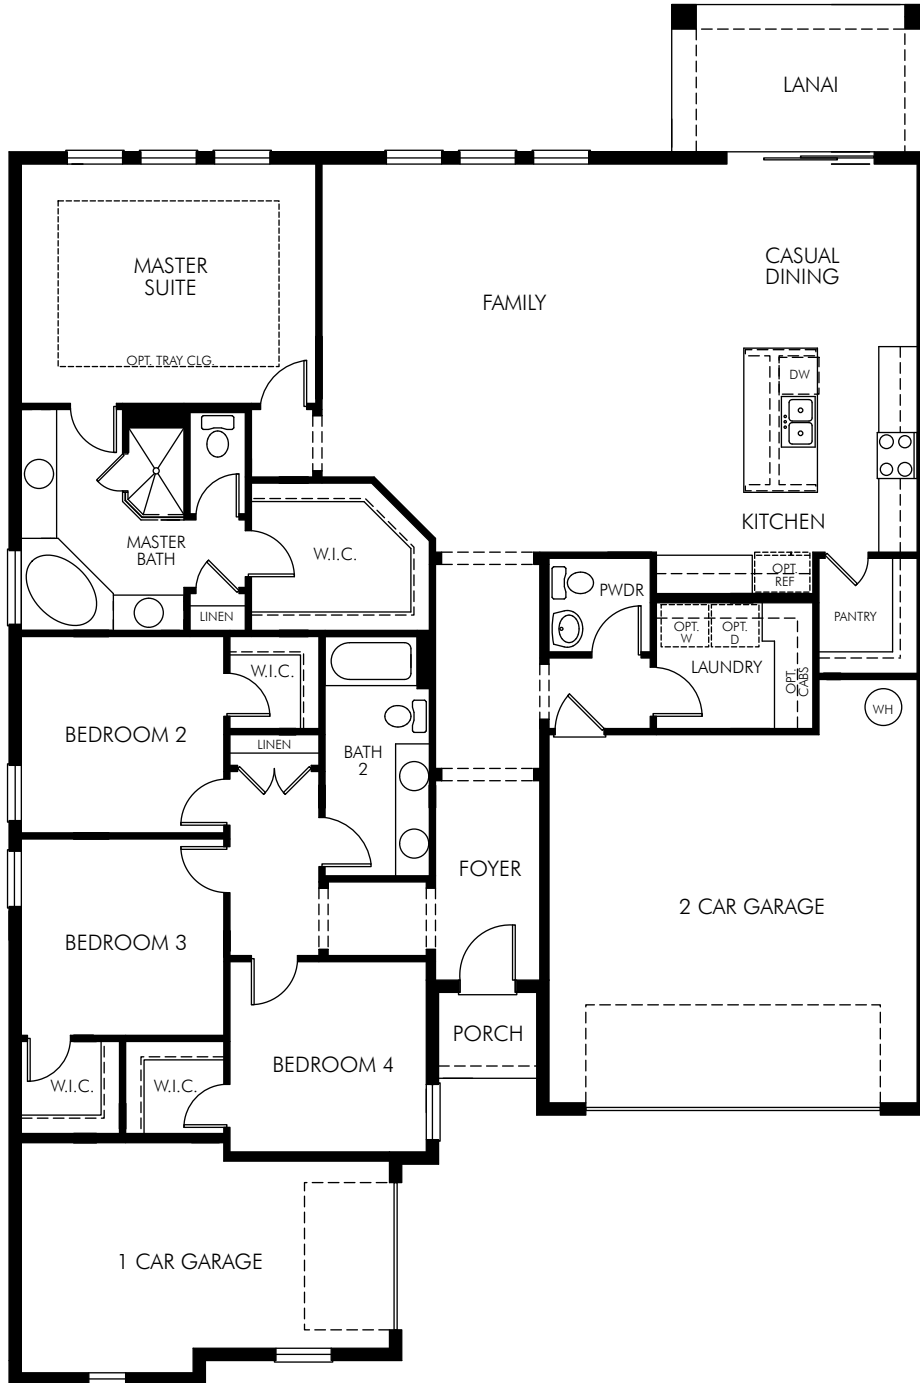 LANAI
MASTER
SUITE
OPT. TRAY CLG.
FAMILY
CASUAL
DINING
DW
KITCHEN
MASTER
BATH
W.I.C.
LINEN
OPT.
REF
PWDR
PANTRY
OPT.
W
OPT.
D
LAUNDRY
OPT.
CABS
WH
W.I.C.
BEDROOM 2
LINEN
BATH
2
FOYER
2 CAR GARAGE
BEDROOM 3
PORCH
BEDROOM 4
W.I.C.
W.I.C.
1 CAR GARAGE